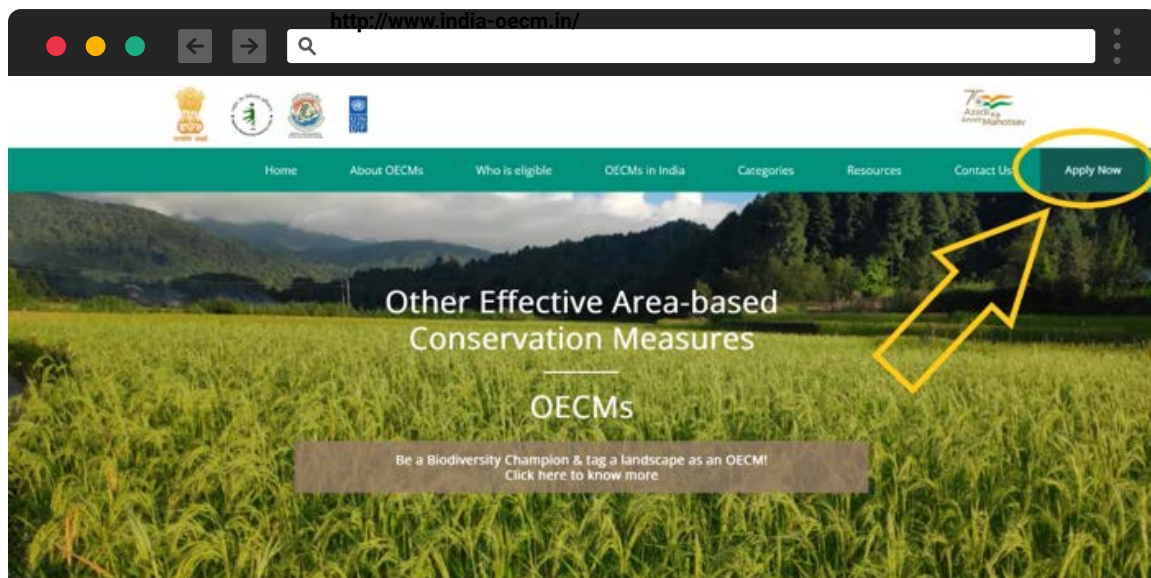 http://www.india-oecm.in/
UN
DP
Azadi Ka
Amrit Mahotsav
Home About OECMs Who is eligible OECMs in India Categories Resources Contact Us Apply Now
Other Effective Area-based
Conservation Measures
OECMs
Be a Biodiversity Champion & tag a landscape as an OECM!
Click here to know more